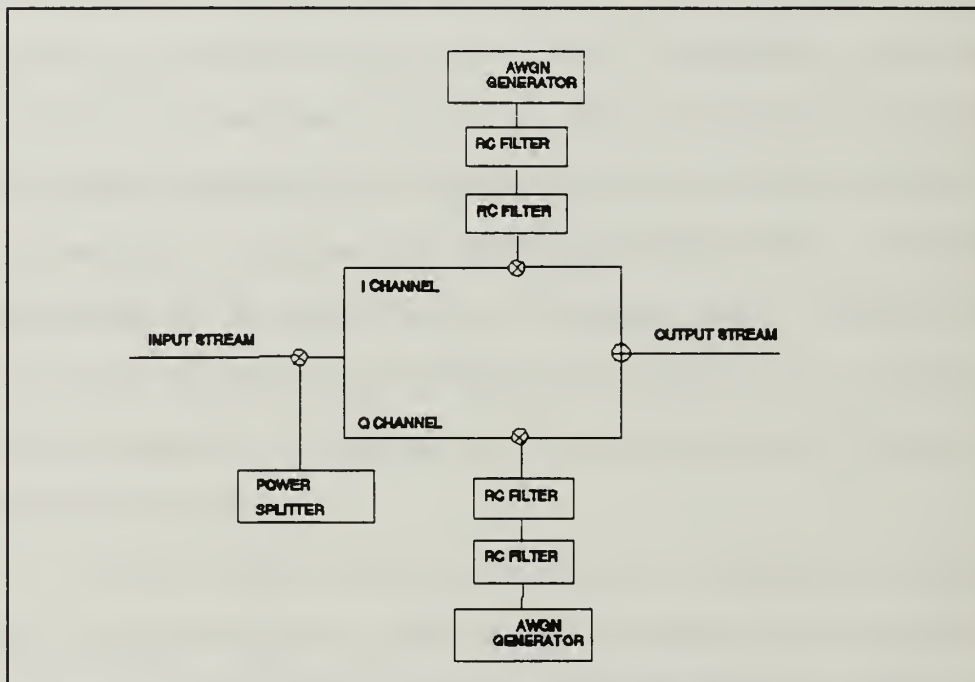 AWGN
GENERATOR
RC FILTER
RC FILTER
I CHANNEL
INPUT STREAM
OUTPUT STREAM
Q CHANNEL
POWER
SPLITTER
RC FILTER
RC FILTER
AWGN
GENERATOR